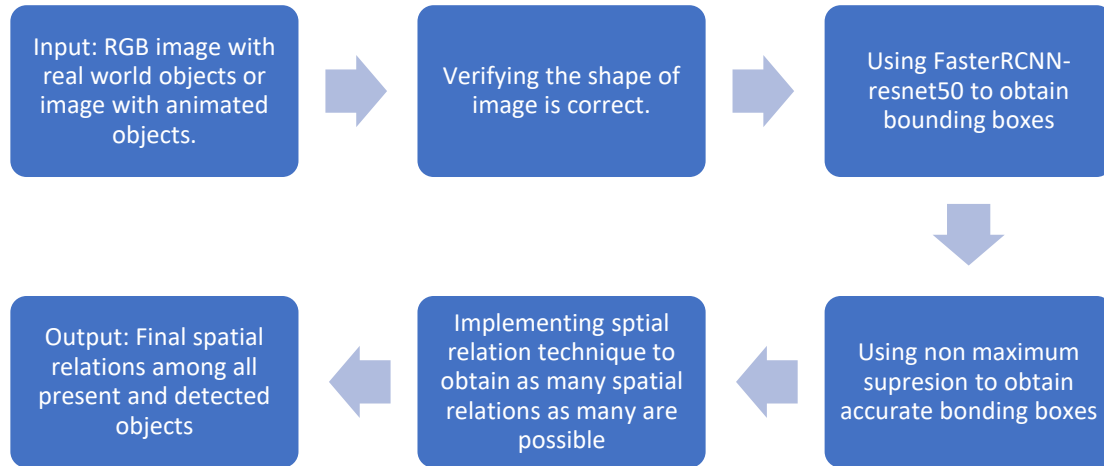 Input: RGB image with
real world objects or
image with animated
objects.
Verifying the shape of
image is correct.
Using FasterRCNN-
resnet50 to obtain
bounding boxes
Using non maximum
supresion to obtain
accurate bonding boxes
Implementing sptial
relation technique to
obtain as many spatial
relations as many are
possible
Output: Final spatial
relations among all
present and detected
objects